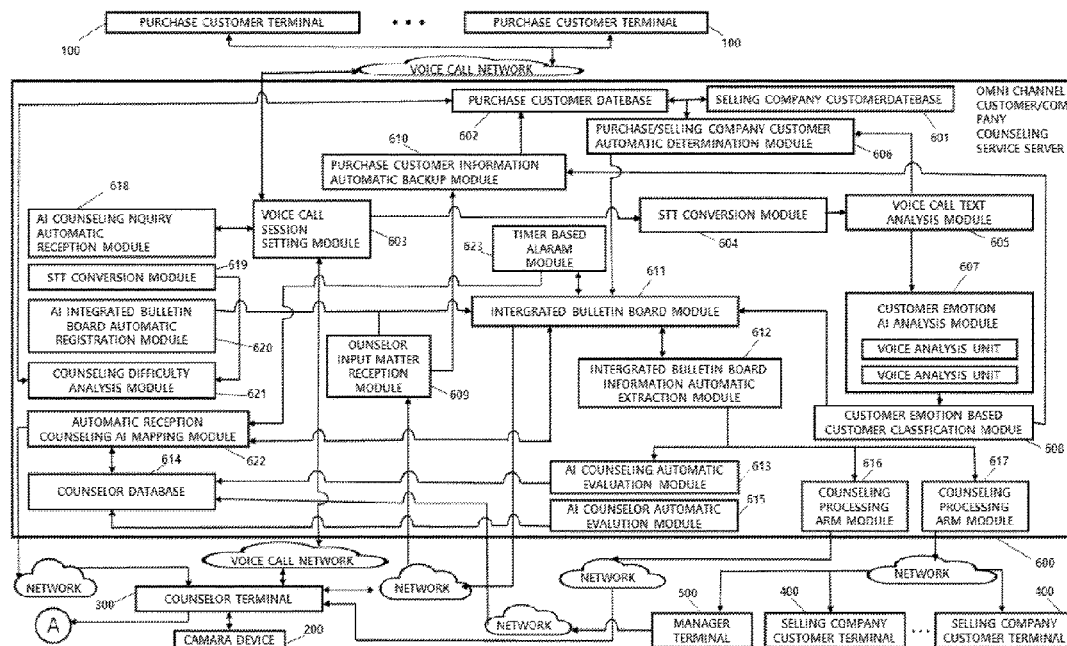 PURCHASE CUSTOMER TERMINAL
• • •
PURCHASE CUSTOMER TERMINAL
100
100
VOICE CALL NETWORK
PURCHASE CUSTOMER DATEBASE
SELLING COMPANY CUSTOMERDATEBASE
OMNI CHANNEL
CUSTOMER/COM
PANY
COUNSELING
SERVICE SERVER
602
601
610
PURCHASE/SELLING COMPANY CUSTOMER
AUTOMATIC DETERMINATION MODULE
606
PURCHASE CUSTOMER INFORMATION
AUTOMATIC BACKUP MODULE
618
AI COUNSELING NQUIRY
AUTOMATIC
RECEPTION MODULE
VOICE CALL
SESSION
SETTING MODULE
603
STT CONVERSION MODULE
604
VOICE CALL TEXT
ANALYSIS MODULE
605
623
TIMER BASED
ALARAM
MODULE
619
STT CONVERSION MODULE
611
607
INTERGRATED BULLETIN BOARD MODULE
AI INTEGRATED BULLETIN
BOARD AUTOMATIC
REGISTRATION MODULE
620
CUSTOMER EMOTION
AI ANALYSIS MODULE
VOICE ANALYSIS UNIT
VOICE ANALYSIS UNIT
OUNSELOR
INPUT MATTER
RECEPTION
MODULE
609
612
INTERGRATED BULLETIN BOARD
INFORMATION AUTOMATIC
EXTRACTION MODULE
COUNSELING DIFFICULTY
ANALYSIS MODULE
621
AUTOMATIC RECEPTION
COUNSELING AI MAPPING MODULE
622
CUSTOMER EMOTION BASED
CUSTOMER CLASSFICATION MODUE
608
614
COUNSELOR DATABASE
AI COUNSELING AUTOMATIC
EVALUATION MODULE
613
AI COUNSELOR AUTOMATIC
EVALUTION MODULE
615
616
COUNSELING
PROCESSING
ARM MODULE
617
COUNSELING
PROCESSING
ARM MODULE
600
VOICE CALL NETWORK
NETWORK
NETWORK
NETWORK
NETWORK
300
COUNSELOR TERMINAL
A
CAMARA DEVICE
200
NETWORK
500
MANAGER
TERMINAL
400
SELLING COMPANY
CUSTOMER TERMINAL
...
400
SELLING COMPANY
CUSTOMER TERMINAL